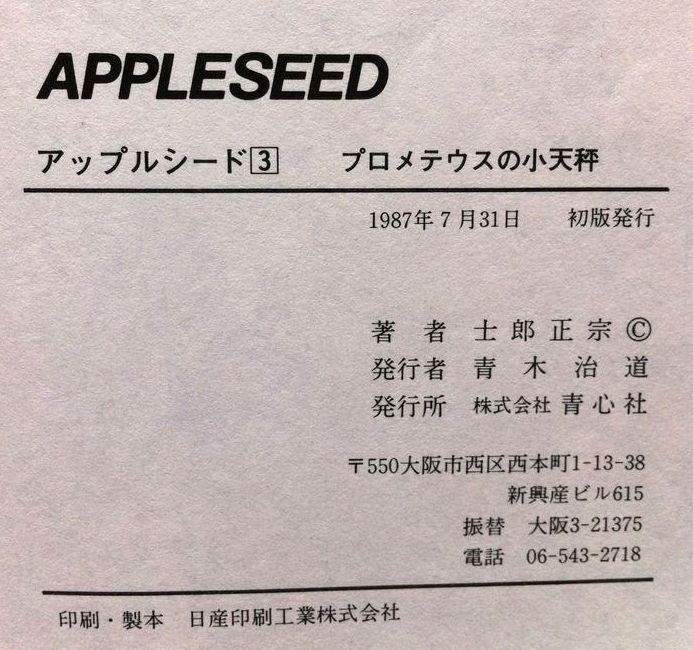 APPLESEED
アップルシード3 プロメテウスの小天秤
1987年7月31日 初版発行
著者 士郎正宗©
発行者 青木治道
発行所 株式会社青心社
〒550大阪市西区西本町1-13-38
新興産ビル615
振替 大阪3-21375
電話 06-543-2718
印刷・製本 日産印刷工業株式会社